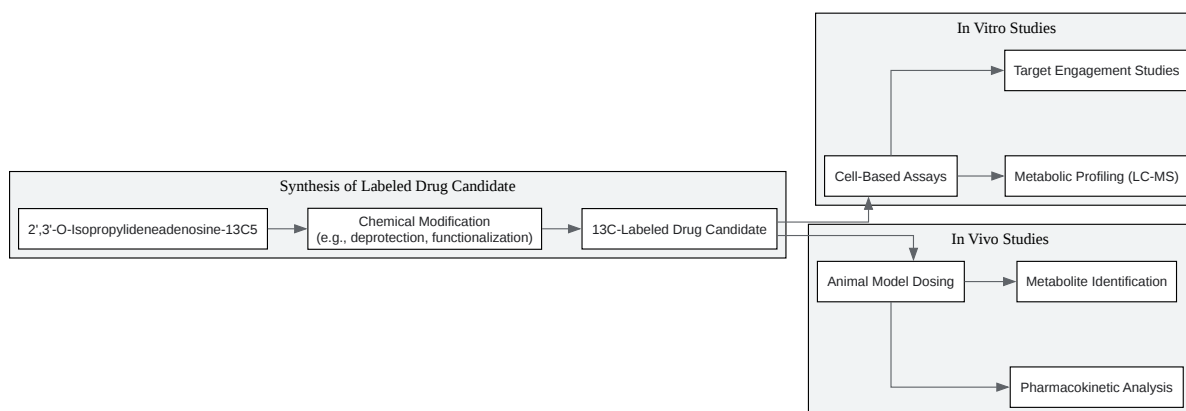 In Vitro Studies
Target Engagement Studies
Cell-Based Assays
Metabolic Profiling (LC-MS)
Synthesis of Labeled Drug Candidate
2',3'-O-Isopropylideneadenosine-13C5
Chemical Modification
(e.g., deprotection, functionalization)
13C-Labeled Drug Candidate
In Vivo Studies
Animal Model Dosing
Metabolite Identification
Pharmacokinetic Analysis